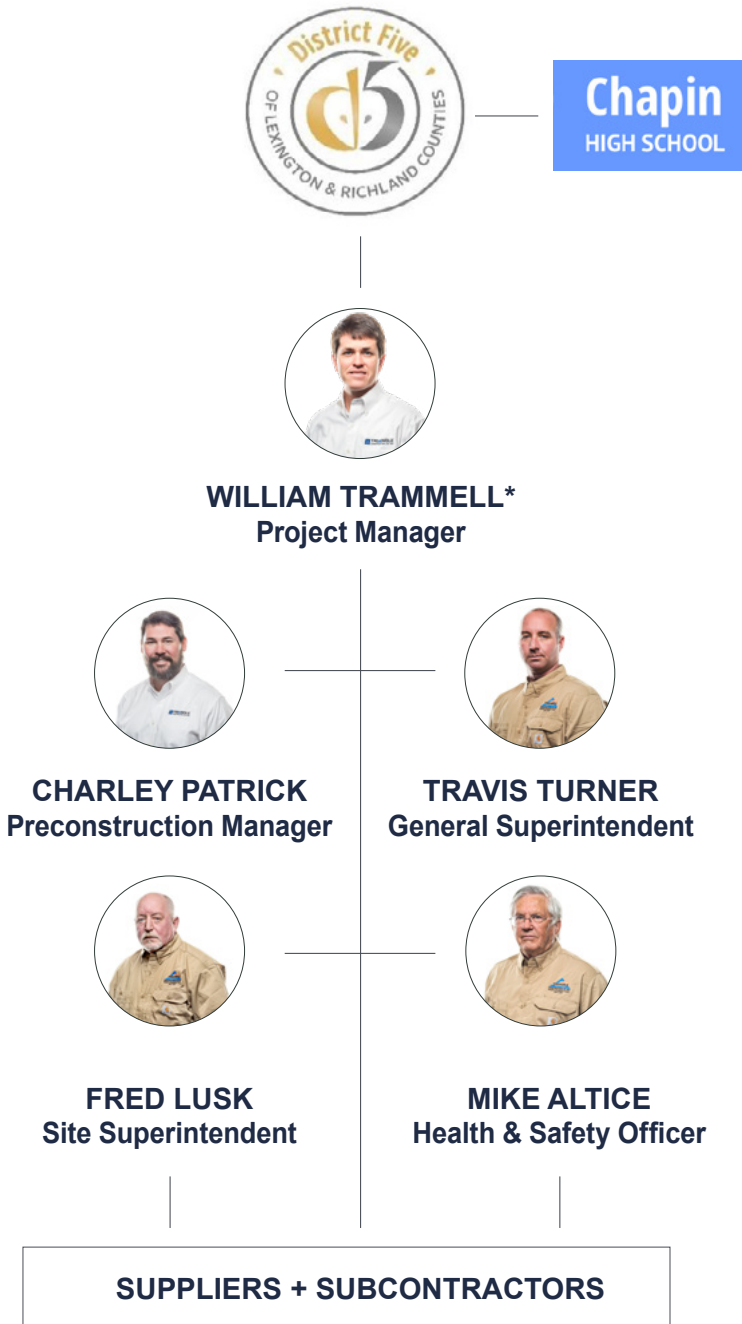 District Five
OF LEXINGTON & RICHLAND COUNTIES
d5
Chapin
HIGH SCHOOL
WILLIAM TRAMMELL*
Project Manager
CHARLEY PATRICK
Preconstruction Manager
TRAVIS TURNER
General Superintendent
FRED LUSK
Site Superintendent
MIKE ALTICE
Health & Safety Officer
SUPPLIERS + SUBCONTRACTORS